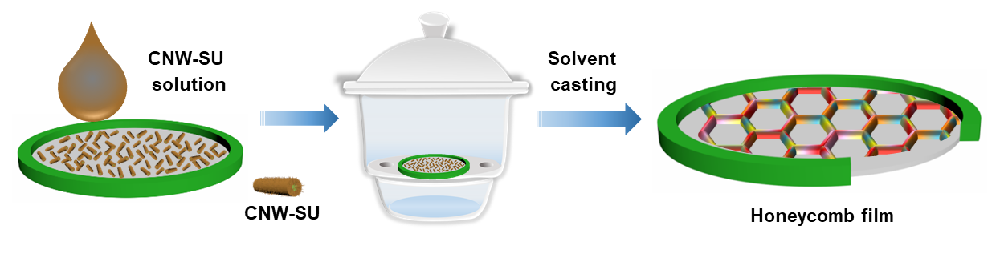 CNW-SU
solution
CNW-SU
Solvent
casting
Honeycomb film